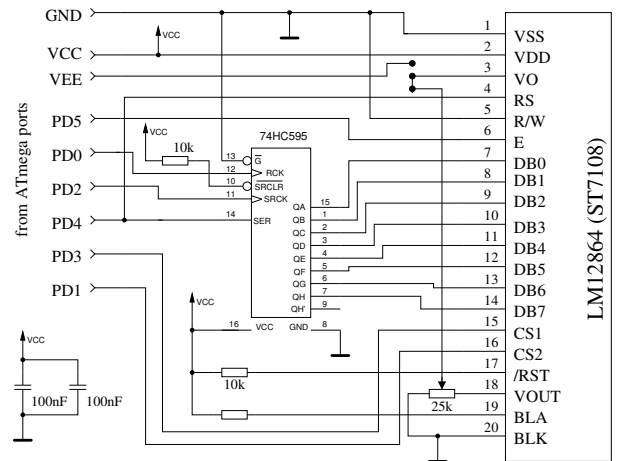 GND
VCC
VCC
VEE
from ATmega ports
PD5
PD0
PD2
PD4
PD3
PD1
VCC
10k
74HC595
13 G
12 RCK
10 SRCLR
11 SRCK
14 SER
QA 15
QB 1
QC 2
QD 3
QE 4
QF 5
QG 6
QH 7
QH' 9
16 VCC GND 8
VCC
10k
25k
VCC
100nF 100nF
1 VSS
2 VDD
3 VO
4 RS
5 R/W
6 E
7 DB0
8 DB1
9 DB2
10 DB3
11 DB4
12 DB5
13 DB6
14 DB7
15 CS1
16 CS2
17 /RST
18 VOUT
19 BLA
20 BLK
LM12864 (ST7108)